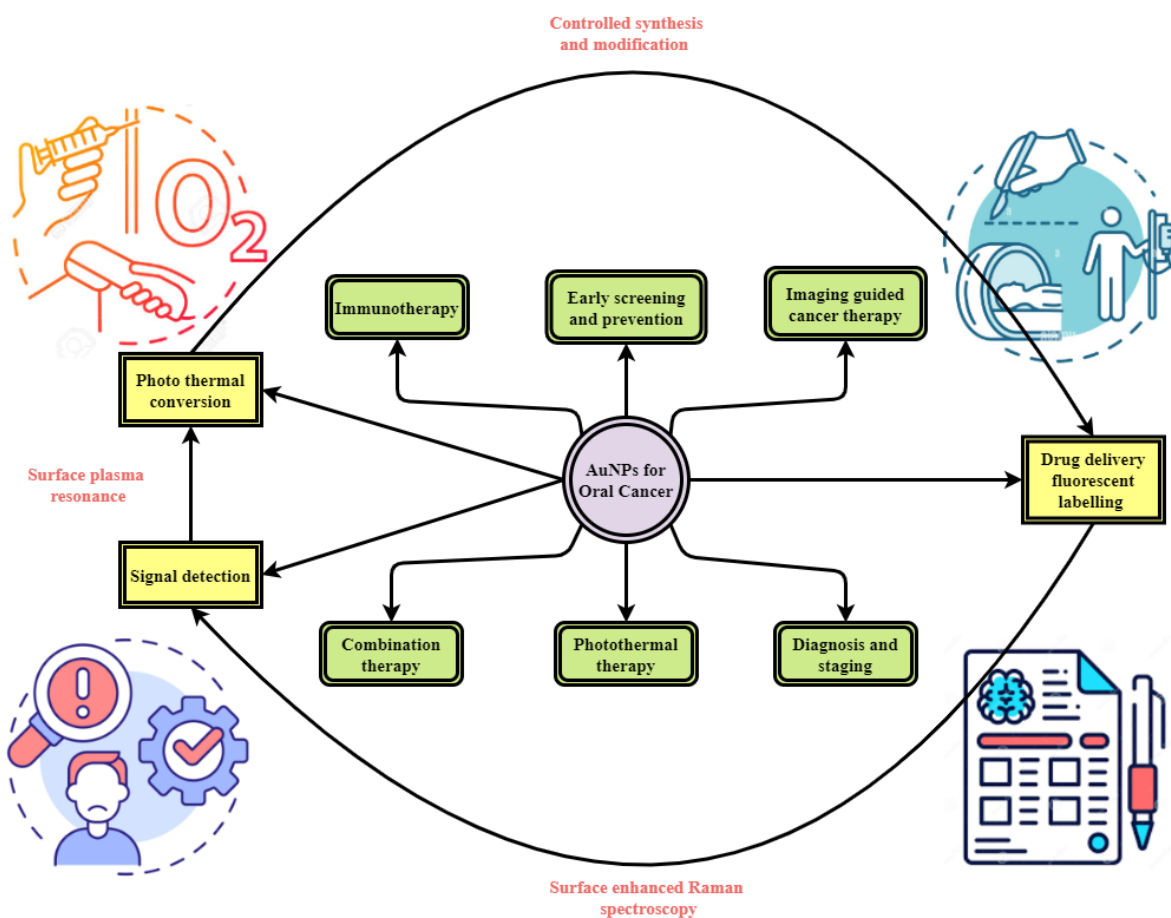 Controlled synthesis
and modification
O2
Immunotherapy
Early screening
and prevention
Imaging guided
cancer therapy
Photo thermal
conversion
Surface plasma
resonance
AuNPs for
Oral Cancer
Drug delivery
fluorescent
labelling
Signal detection
Combination
therapy
Photothermal
therapy
Diagnosis and
staging
Surface enhanced Raman
spectroscopy